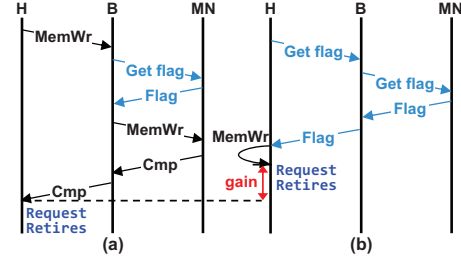 H B MN H B MN
MemWr
Get flag
Get flag
Get flag
Flag
Flag
MemWr
MemWr
Flag
Cmp
Request
Retires
gain
Cmp
Request
Retires
(a) (b)